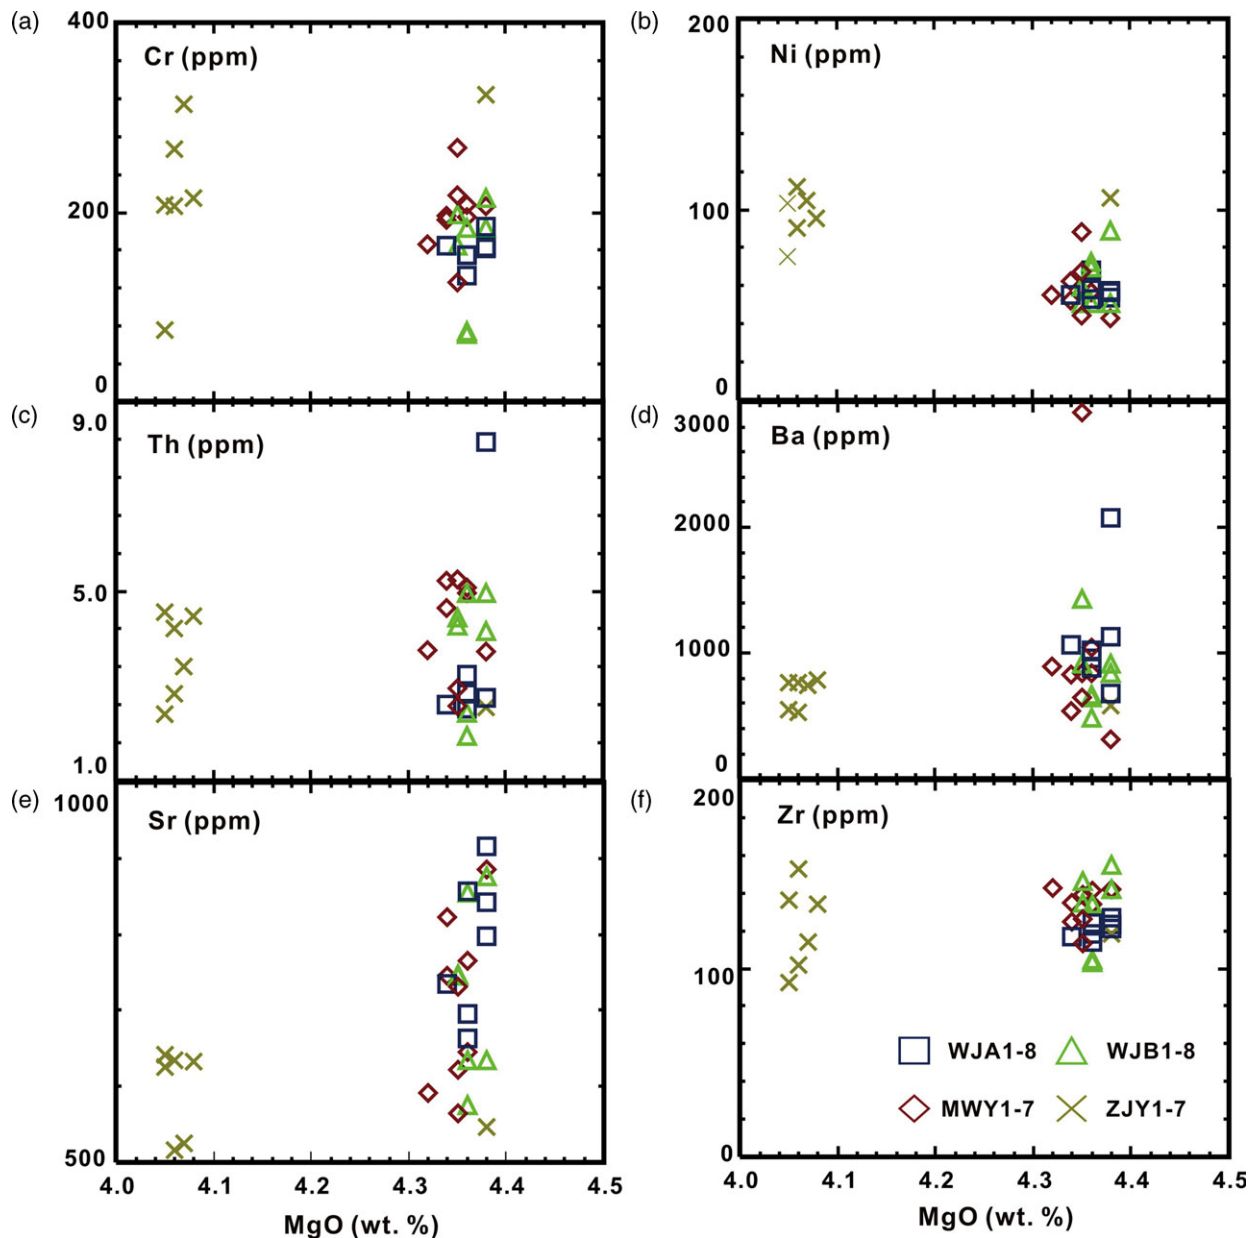 (a)
400
Cr (ppm)
200
0
(b)
200
Ni (ppm)
100
0
(c)
9.0
Th (ppm)
5.0
1.0
(d)
3000
Ba (ppm)
2000
1000
0
(e)
1000
Sr (ppm)
500
4.0 4.1 4.2 4.3 4.4 4.5
MgO (wt. %)
(f)
200
Zr (ppm)
100
0
WJA1-8 WJB1-8
MWY1-7 ZJY1-7
4.0 4.1 4.2 4.3 4.4 4.5
MgO (wt. %)